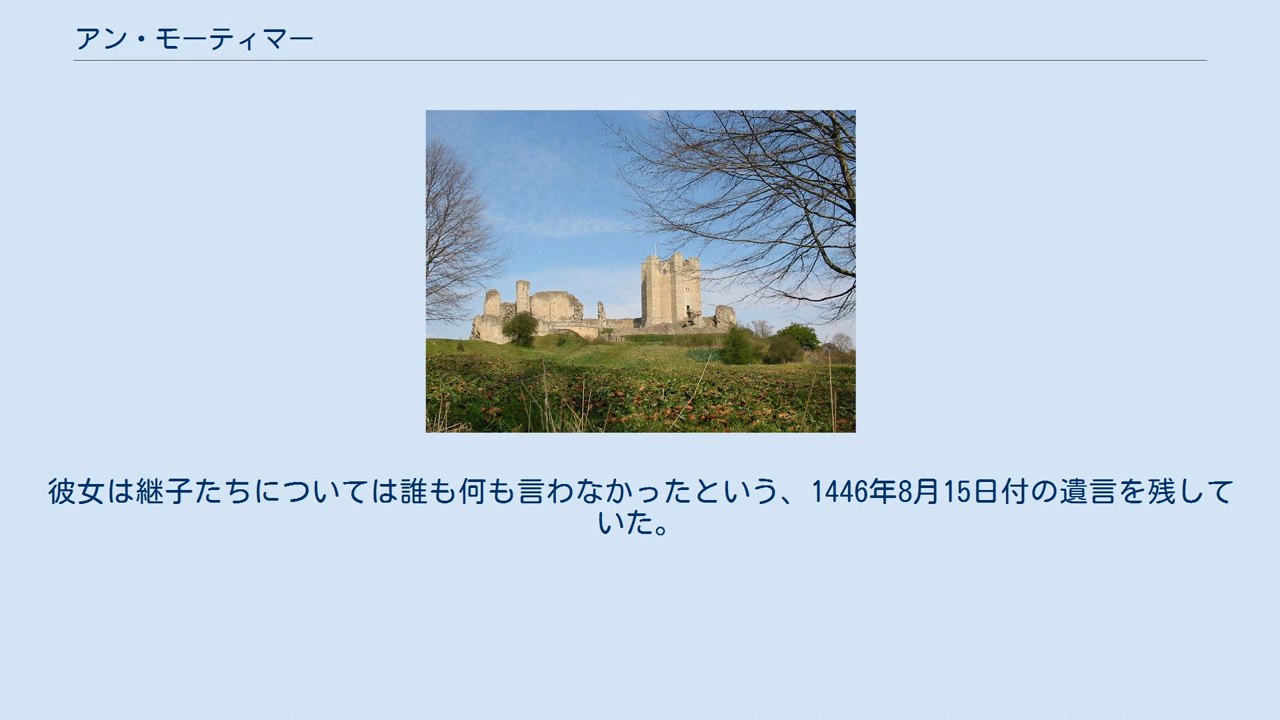 アン・モーティマー
彼女は継子たちについては誰も何も言わなかったという、1446年8月15日付の遺言を残して
いた。